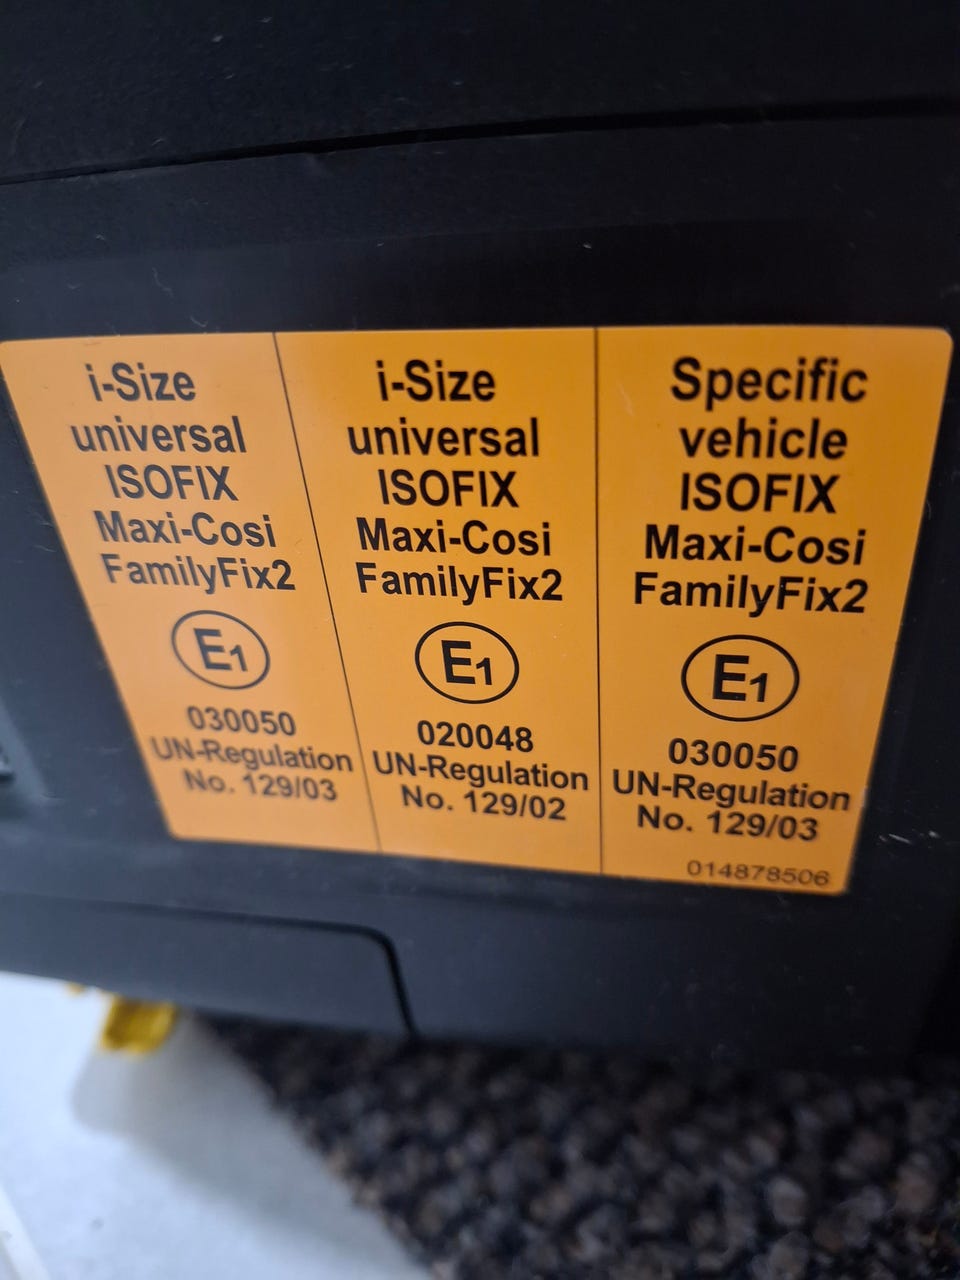 i-Size
universal
ISOFIX
Maxi-Cosi
FamilyFix2
E1
030050
UN-Regulation
No. 129/03
i-Size
universal
ISOFIX
Maxi-Cosi
FamilyFix2
E1
020048
UN-Regulation
No. 129/02
Specific
vehicle
ISOFIX
Maxi-Cosi
FamilyFix2
E1
030050
UN-Regulation
No. 129/03
014878506